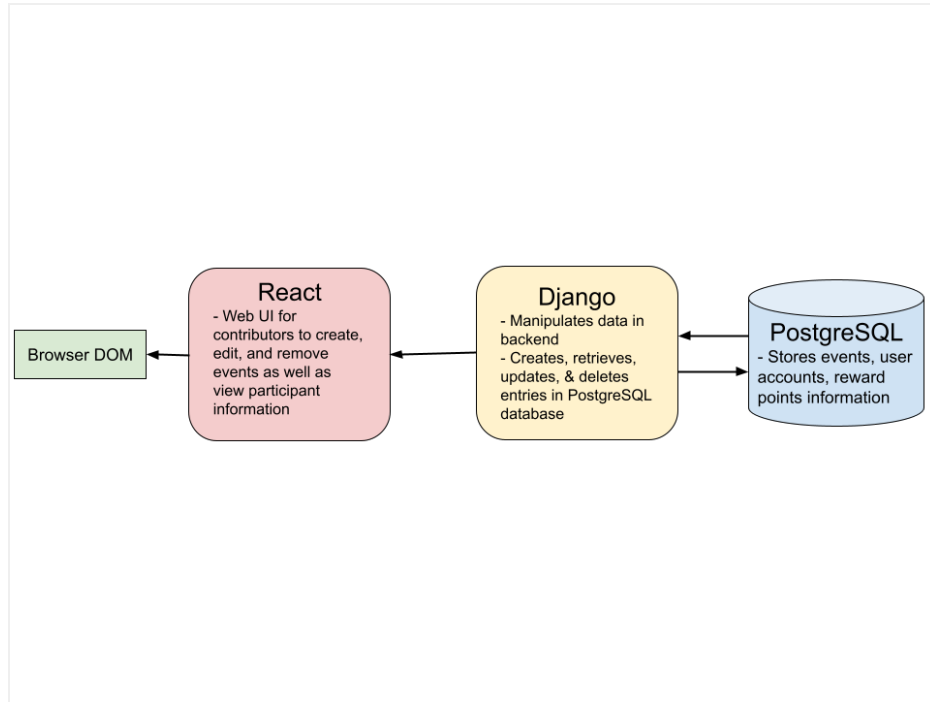 Browser DOM
React
- Web UI for
contributors to create,
edit, and remove
events as well as
view participant
information
Django
- Manipulates data in
backend
- Creates, retrieves,
updates, & deletes
entries in PostgreSQL
database
PostgreSQL
- Stores events, user
accounts, reward
points information